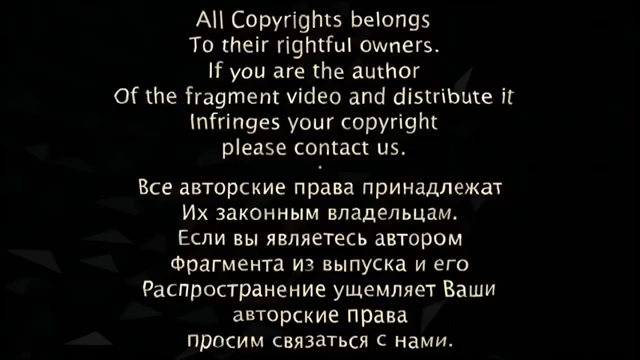 All Copyrights belongs
To their rightful owners.
If you are the author
Of the fragment video and distribute it
Infringes your copyright
please contact us.
Все авторские права принадлежат
Их законным владельцам.
Если вы являетесь автором
Фрагмента из выпуска и его
Распространение ущемляет Ваши
авторские права
просим связаться с нами.